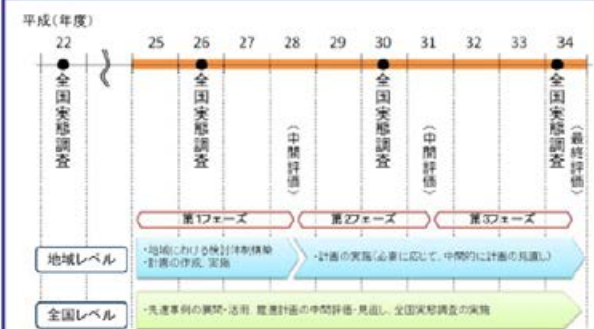 平成(年度)
22 25 26 27 28 29 30 31 32 33 34
全国実態調査
全国実態調査
全国実態調査
全国実態調査
(中間評価)
(中間評価)
(最終評価)
第1フェーズ 第2フェーズ 第3フェーズ
地域レベル
・地域における検討体制構築
・計画の作成、実施
・計画の実施(必要に応じて、中間的に計画の見直し)
全国レベル
・先進事例の展開・活用、推進計画の中間評価・見直し、全国実態調査の実施